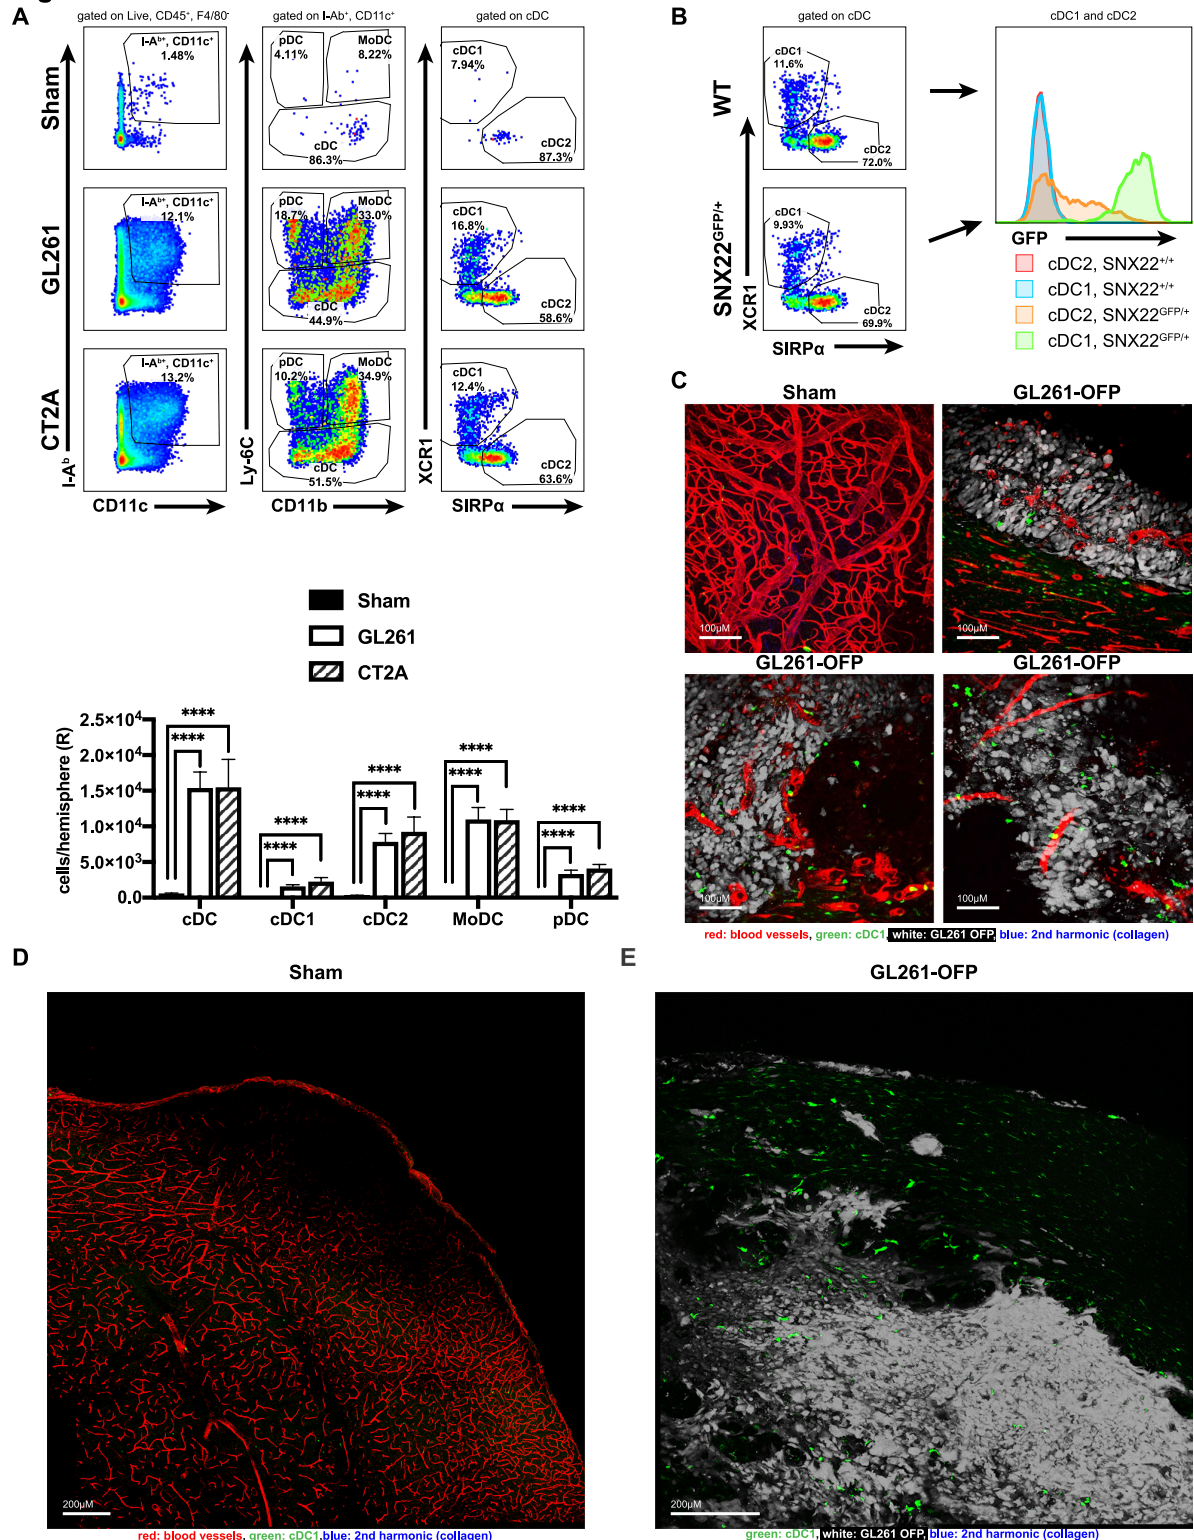 A
gated on Live, CD45⁺, F4/80⁻
gated on I-Ab⁺, CD11c⁺
gated on cDC
Sham
I-Aᵇ⁺, CD11c⁺
1.48%
pDC
4.11%
MoDC
8.22%
cDC
86.3%
cDC1
7.94%
cDC2
87.3%
GL261
I-Aᵇ⁺, CD11c⁺
12.1%
pDC
18.7%
MoDC
33.0%
cDC
44.9%
cDC1
16.8%
cDC2
58.6%
CT2A
I-Aᵇ⁺, CD11c⁺
13.2%
pDC
10.2%
MoDC
34.9%
cDC
51.5%
cDC1
12.4%
cDC2
63.6%
I-Aᵇ
Ly-6C
XCR1
CD11c
CD11b
SIRPα
Sham
GL261
CT2A
cells/hemisphere (R)
2.5×10⁴
2.0×10⁴
1.5×10⁴
1.0×10⁴
5.0×10³
0.0
****
****
****
****
****
****
****
****
****
****
cDC
cDC1
cDC2
MoDC
pDC
B
gated on cDC
cDC1 and cDC2
WT
cDC1
11.6%
cDC2
72.0%
SNX22ᴳᶠᴾᐟ⁺
cDC1
9.93%
cDC2
69.9%
XCR1
SIRPα
GFP
cDC2, SNX22⁺ᐟ⁺
cDC1, SNX22⁺ᐟ⁺
cDC2, SNX22ᴳᶠᴾᐟ⁺
cDC1, SNX22ᴳᶠᴾᐟ⁺
C
Sham
GL261-OFP
100μM
100μM
GL261-OFP
GL261-OFP
100μM
100μM
red: blood vessels, green: cDC1, white: GL261 OFP, blue: 2nd harmonic (collagen)
D
Sham
200μM
red: blood vessels, green: cDC1,blue: 2nd harmonic (collagen)
E
GL261-OFP
200μM
green: cDC1, white: GL261 OFP, blue: 2nd harmonic (collagen)